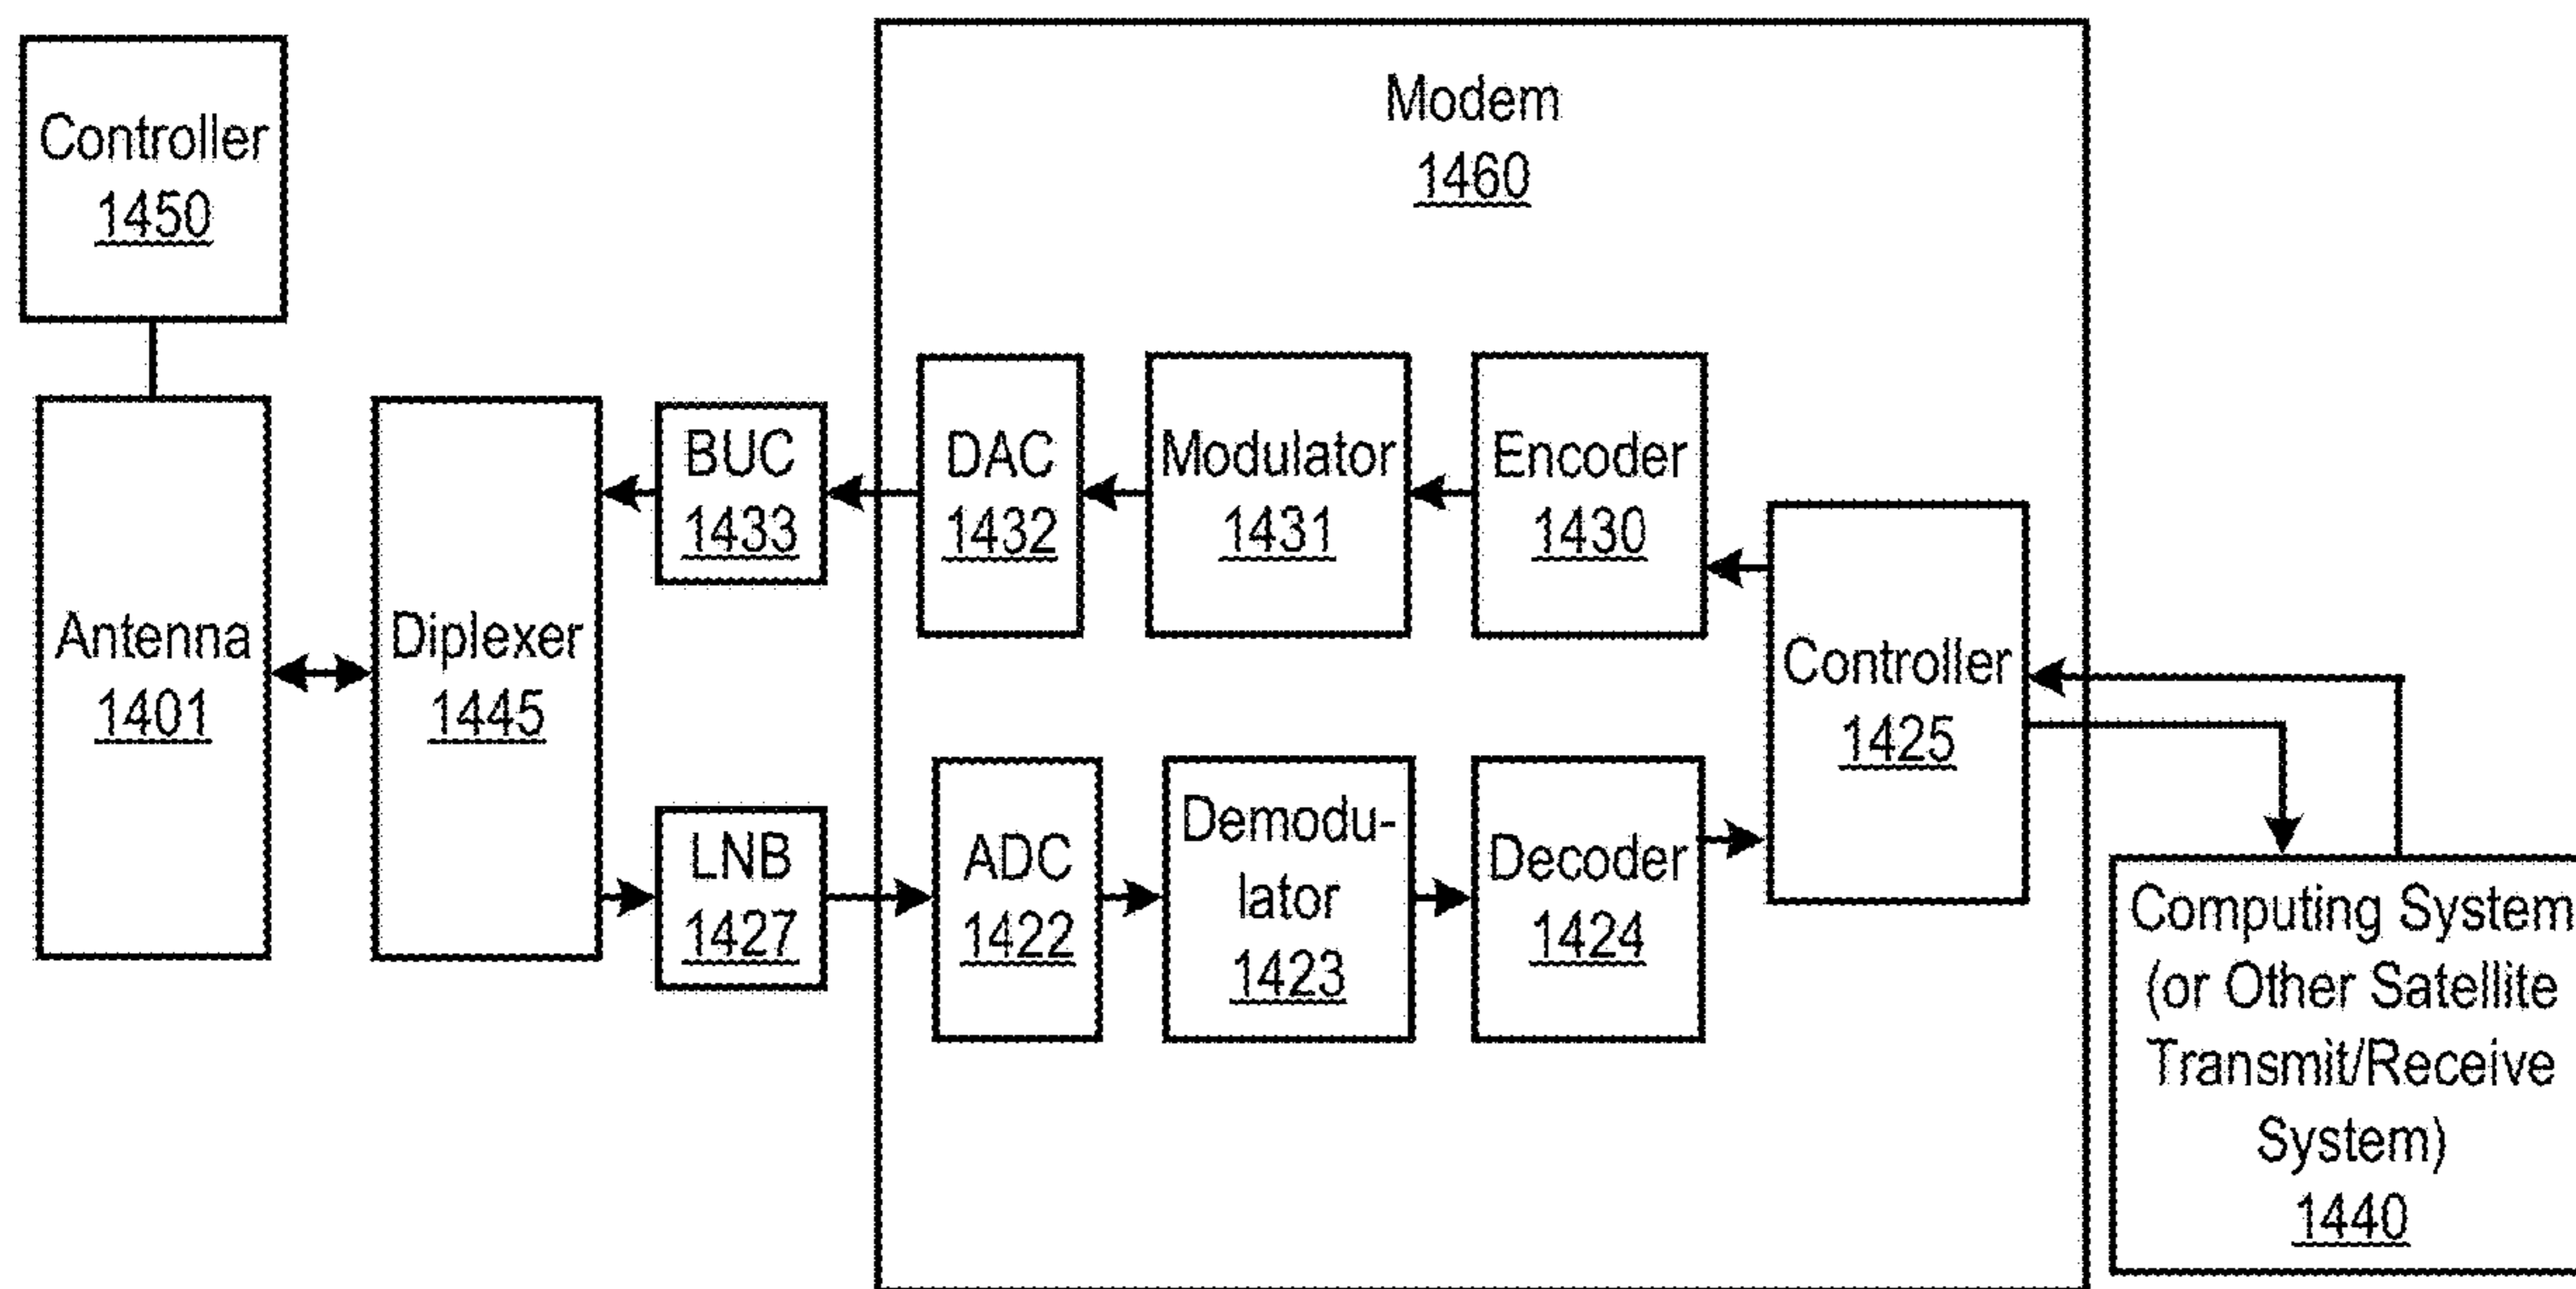 Controller
1450
Modem
1460
Antenna
1401
Diplexer
1445
BUC
1433
DAC
1432
Modulator
1431
Encoder
1430
Controller
1425
LNB
1427
ADC
1422
Demodu-
lator
1423
Decoder
1424
Computing System
(or Other Satellite
Transmit/Receive
System)
1440